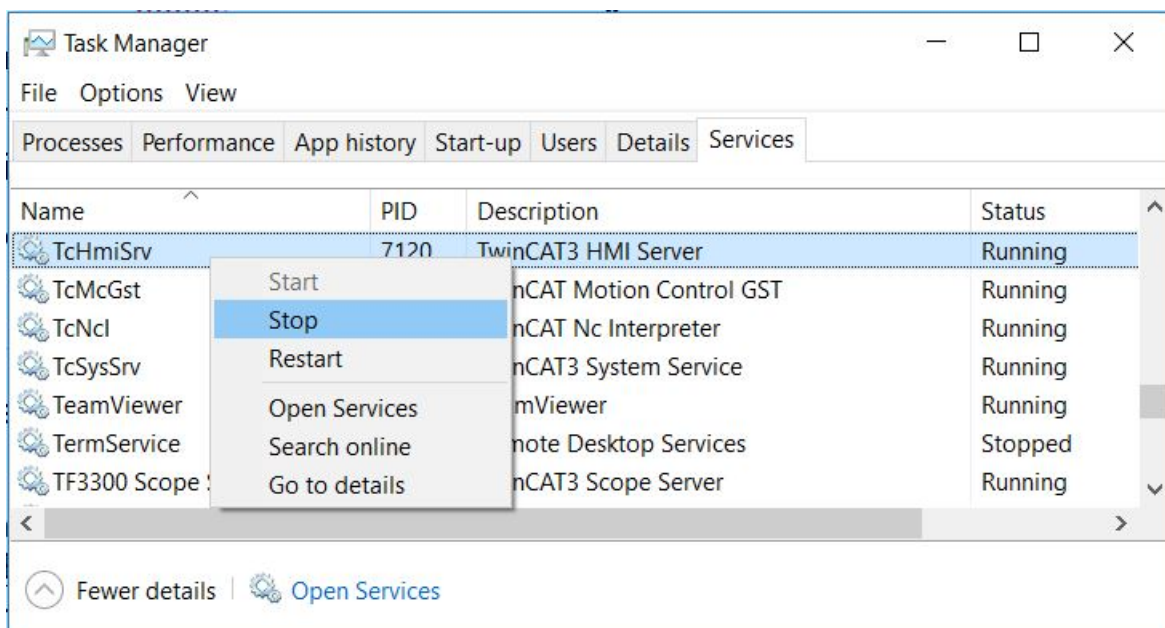 Task Manager
File Options View
Processes Performance App history Start-up Users Details Services
Name PID Description Status
TcHmiSrv 7120 TwinCAT3 HMI Server Running
TcMcGst nCAT Motion Control GST Running
TcNcI nCAT Nc Interpreter Running
TcSysSrv nCAT3 System Service Running
TeamViewer mViewer Running
TermService note Desktop Services Stopped
TF3300 Scope nCAT3 Scope Server Running
Start
Stop
Restart
Open Services
Search online
Go to details
Fewer details Open Services